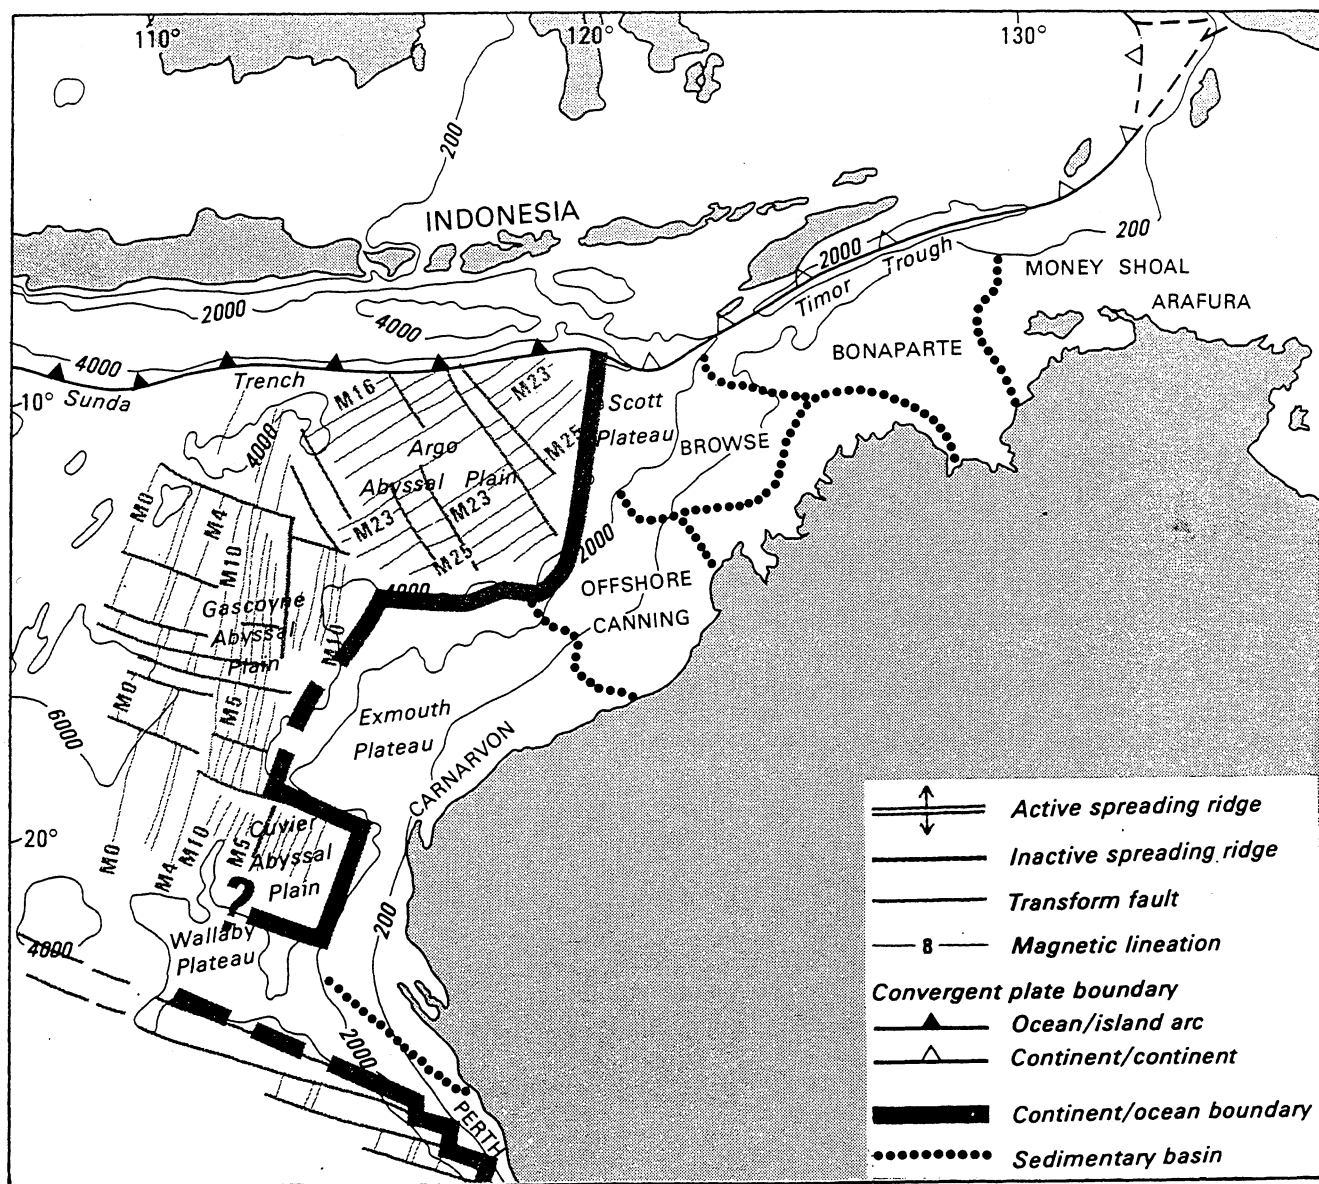 110°
120°
130°
200
INDONESIA
2000
Trough
200
MONEY SHOAL
Timor
ARAFURA
2000
4000
BONAPARTE
4000
Trench
M16
M23
10°
Sunda
Scott
Plateau
4000
Argo
M25
BROWSE
Abyssal Plain
M0
M4
M23
M23
M25
2000
M10
4000
OFFSHORE
CANNING
Gascoyne
Abyssal
Plain
M10
M0
M5
6000
Exmouth
Plateau
CARNARVON
20°
Cuvier
Abyssal
Plain
M0
M4
M10
M5
?
200
Wallaby
Plateau
4000
2000
PERTH
Active spreading ridge
Inactive spreading ridge
Transform fault
8 Magnetic lineation
Convergent plate boundary
Ocean/island arc
Continent/continent
Continent/ocean boundary
Sedimentary basin